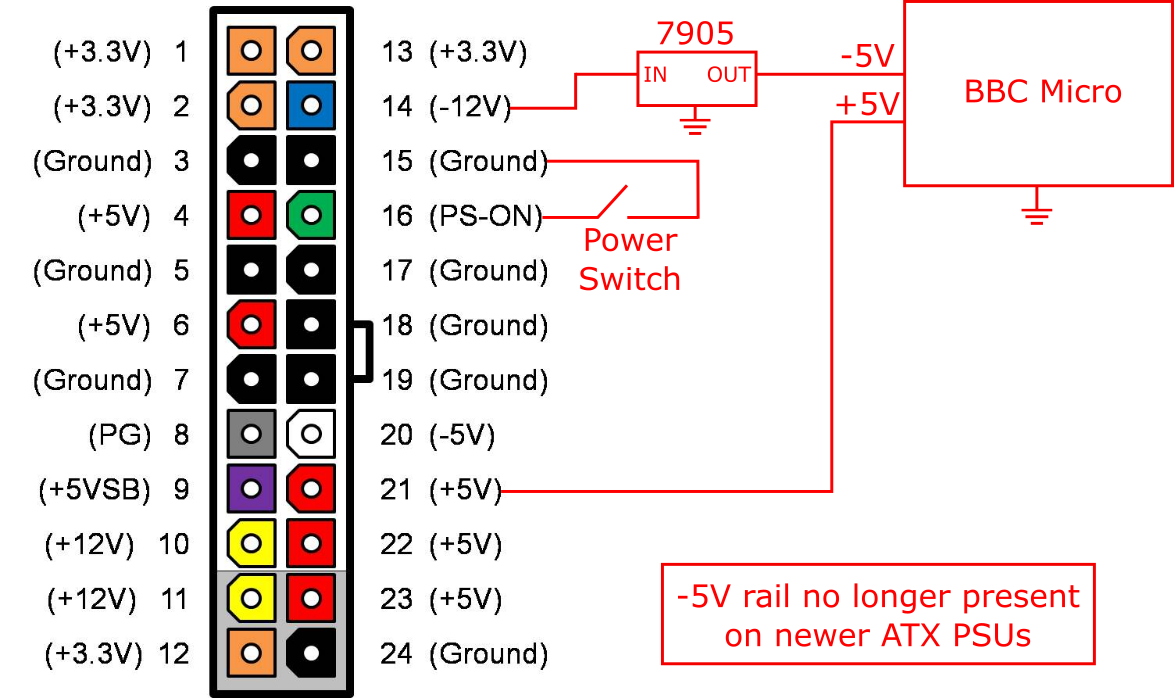 (+3.3V) 1
13 (+3.3V)
(+3.3V) 2
14 (-12V)
(Ground) 3
15 (Ground)
(+5V) 4
16 (PS-ON)
(Ground) 5
17 (Ground)
(+5V) 6
18 (Ground)
(Ground) 7
19 (Ground)
(PG) 8
20 (-5V)
(+5VSB) 9
21 (+5V)
(+12V) 10
22 (+5V)
(+12V) 11
23 (+5V)
(+3.3V) 12
24 (Ground)
7905
IN OUT
-5V
+5V
BBC Micro
Power
Switch
-5V rail no longer present
on newer ATX PSUs